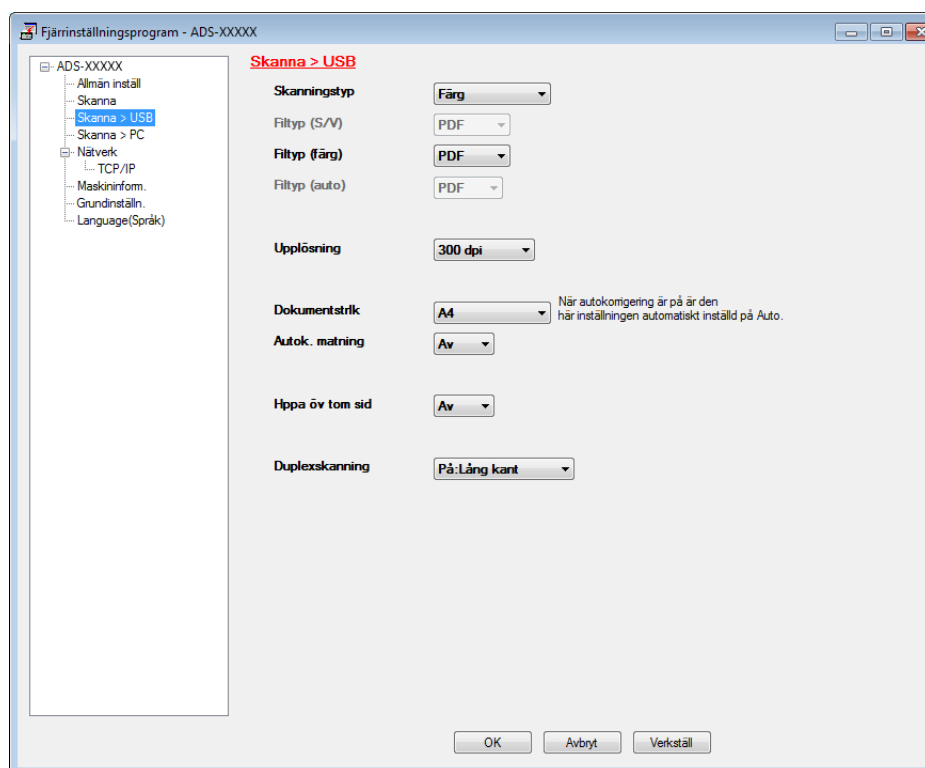 Fjärrinställningsprogram - ADS-XXXXX
ADS-XXXXX
Allmän inställ
Skanna
Skanna > USB
Skanna > PC
Nätverk
TCP/IP
Maskininform.
Grundinställn.
Language(Språk)
Skanna > USB
Skanningstyp Färg
Filtyp (S/V) PDF
Filtyp (färg) PDF
Filtyp (auto) PDF
Upplösning 300 dpi
Dokumentstrlk A4 När autokorrigering är på är den
här inställningen automatiskt inställd på Auto.
Autok. matning Av
Hppa öv tom sid Av
Duplexskanning På:Lång kant
OK Avbryt Verkställ